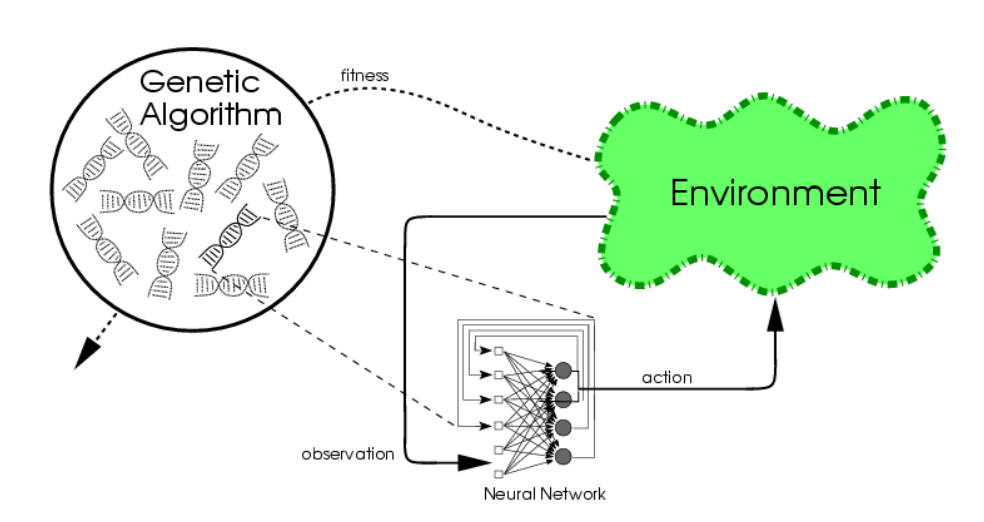 fitness
Genetic
Algorithm
Environment
action
observation
Neural Network